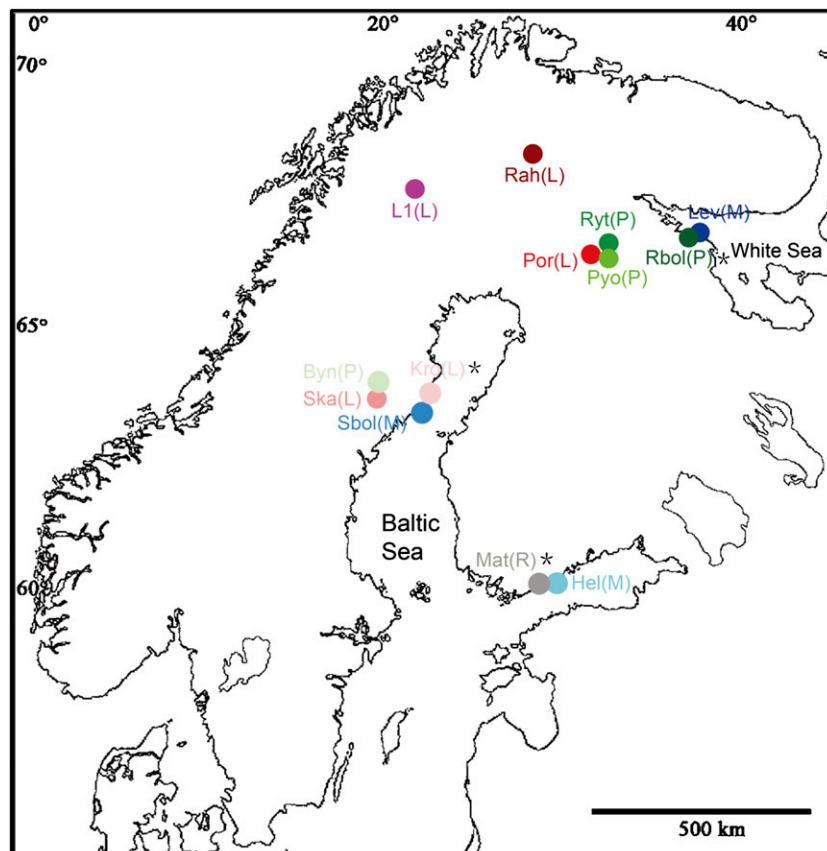 0° 20° 40°
70°
Rah(L)
L1(L)
Ryt(P) Lev(M)
Por(L) Rbol(P) * White Sea
Pyo(P)
65°
Byn(P) Kro(L) *
Ska(L)
Sbol(M)
Baltic
Sea
Mat(R) *
60° Hel(M)
500 km